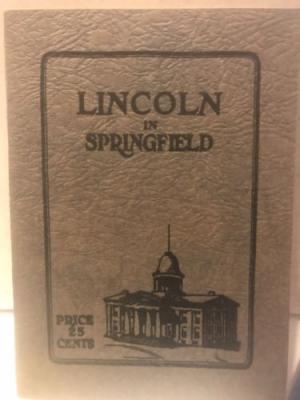 LINCOLN
IN
SPRINGFIELD
PRICE
25
CENTS